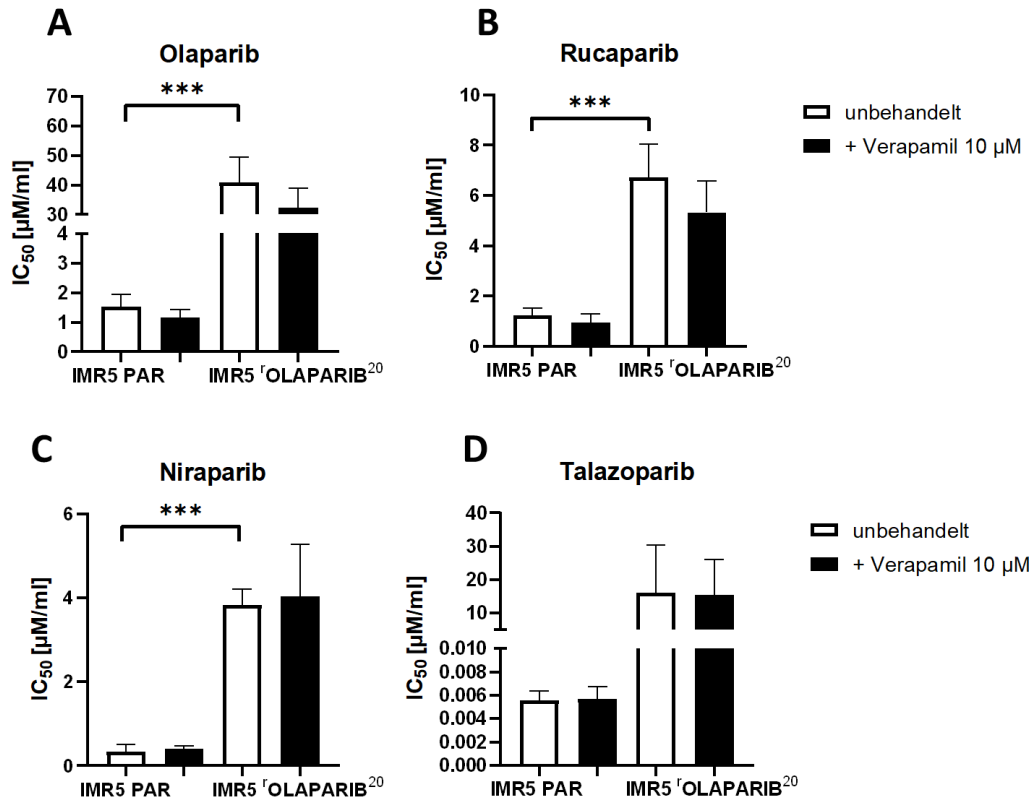 A
Olaparib
***
70
60
50
40
30
4
3
2
1
0
IC₅₀ [µM/ml]
IMR5 PAR
IMR5 ʳOLAPARIB²⁰
B
Rucaparib
***
8
6
4
2
0
IC₅₀ [µM/ml]
IMR5 PAR
IMR5 ʳOLAPARIB²⁰
unbehandelt
+ Verapamil 10 µM
C
Niraparib
***
6
4
2
0
IC₅₀ [µM/ml]
IMR5 PAR
IMR5 ʳOLAPARIB²⁰
D
Talazoparib
40
30
20
10
0.010
0.008
0.006
0.004
0.002
0.000
IC₅₀ [µM/ml]
IMR5 PAR
IMR5 ʳOLAPARIB²⁰
unbehandelt
+ Verapamil 10 µM